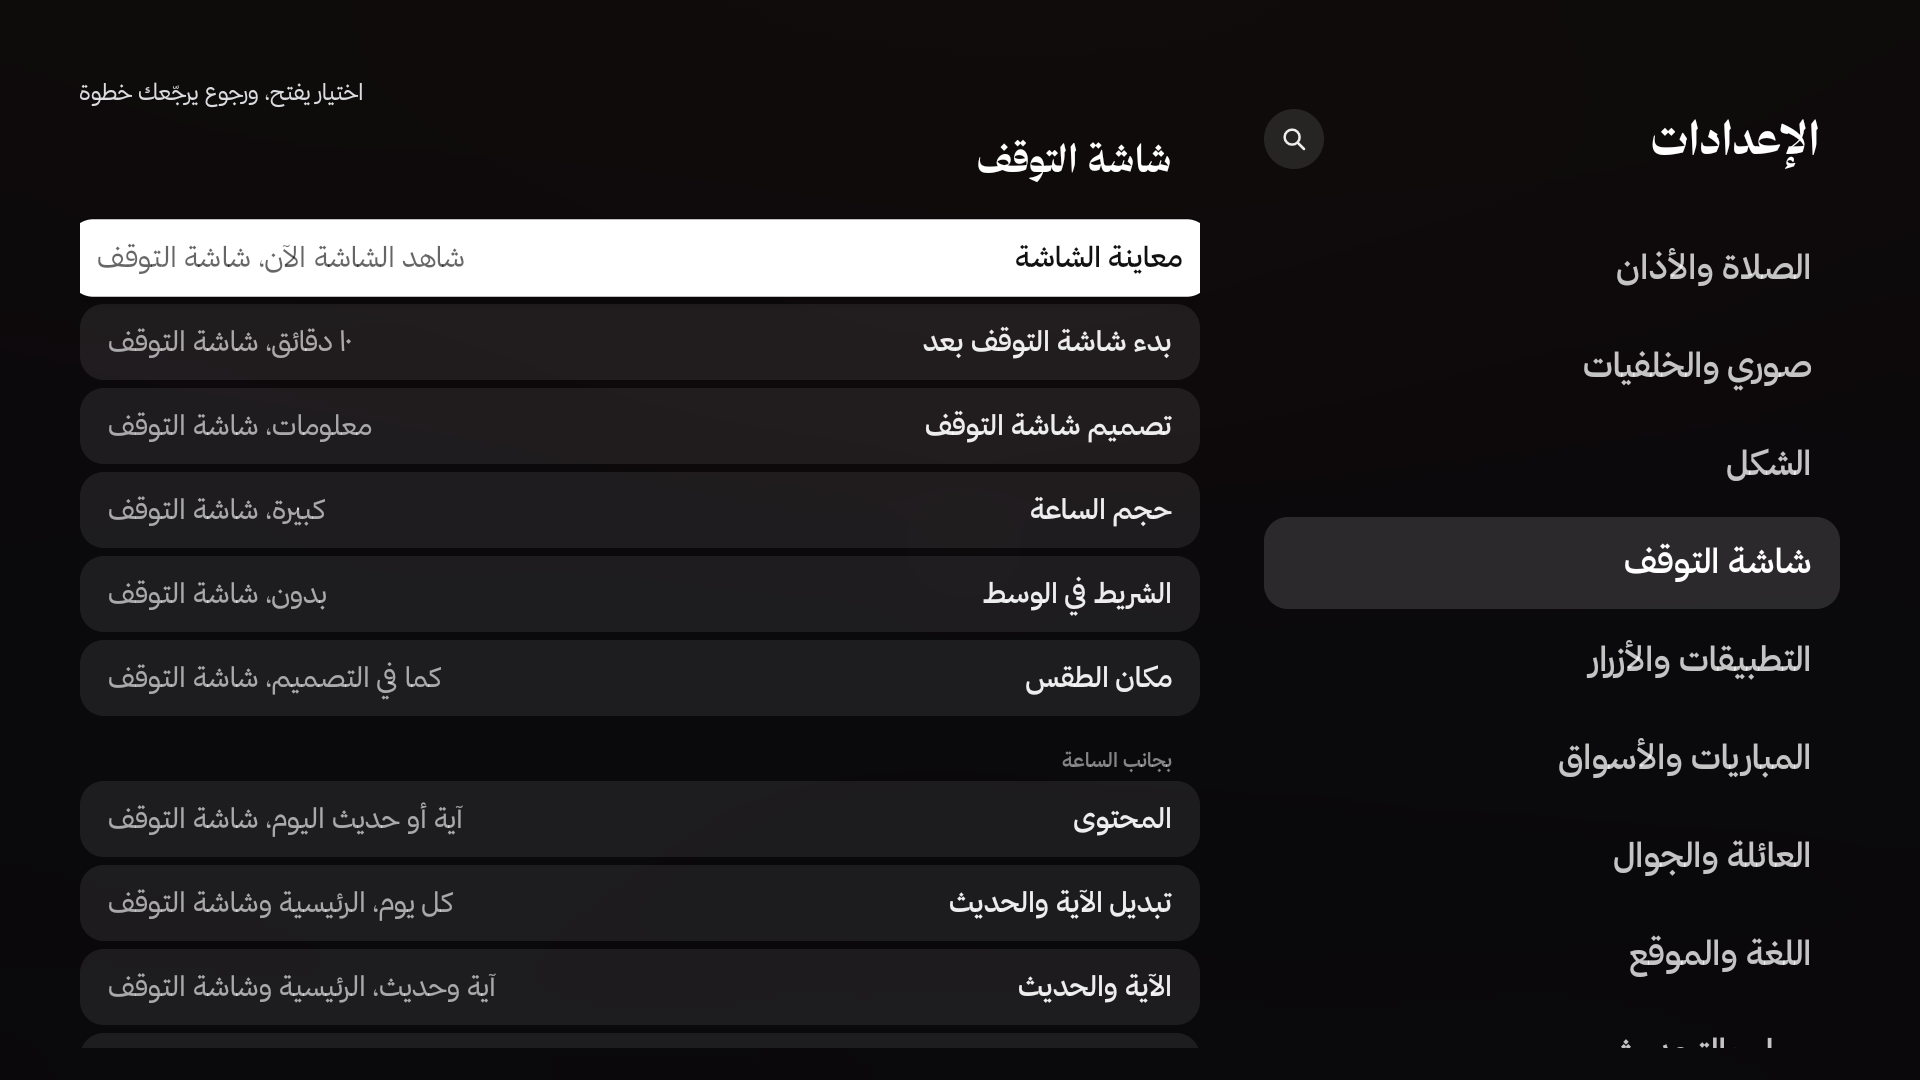 الإعدادات
الصلاة والأذان
صوري والخلفيات
الشكل
شاشة التوقف
التطبيقات والأزرار
المباريات والأسواق
العائلة والجوال
اللغة والموقع
اختيار يفتح، ورجوع يرجّعك خطوة
شاشة التوقف
معاينة الشاشة شاهد الشاشة الآن، شاشة التوقف
بدء شاشة التوقف بعد ١٠ دقائق، شاشة التوقف
تصميم شاشة التوقف معلومات، شاشة التوقف
حجم الساعة كبيرة، شاشة التوقف
الشريط في الوسط بدون، شاشة التوقف
مكان الطقس كما في التصميم، شاشة التوقف
بجانب الساعة
المحتوى آية أو حديث اليوم، شاشة التوقف
تبديل الآية والحديث كل يوم، الرئيسية وشاشة التوقف
الآية والحديث آية وحديث، الرئيسية وشاشة التوقف